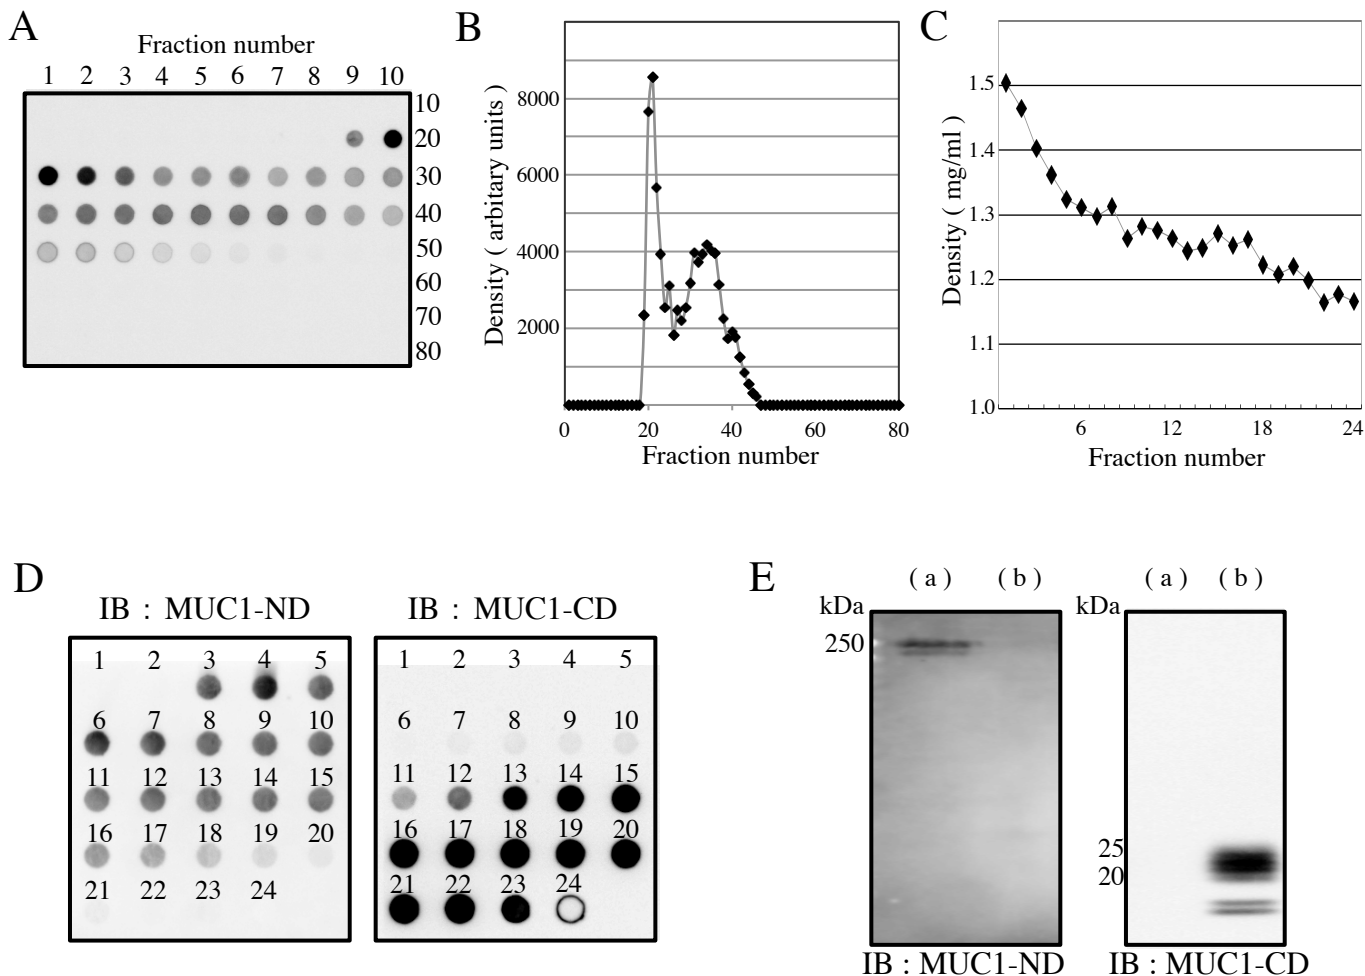 A
Fraction number
1 2 3 4 5 6 7 8 9 10
10
20
30
40
50
60
70
80
B
Density ( arbitary units )
8000
6000
4000
2000
0 20 40 60 80
Fraction number
C
Density ( mg/ml )
1.5
1.4
1.3
1.2
1.1
1.0
6 12 18 24
Fraction number
D
IB : MUC1-ND
1 2 3 4 5
6 7 8 9 10
11 12 13 14 15
16 17 18 19 20
21 22 23 24
IB : MUC1-CD
1 2 3 4 5
6 7 8 9 10
11 12 13 14 15
16 17 18 19 20
21 22 23 24
E
( a ) ( b )
kDa
250
IB : MUC1-ND
( a ) ( b )
kDa
25
20
IB : MUC1-CD